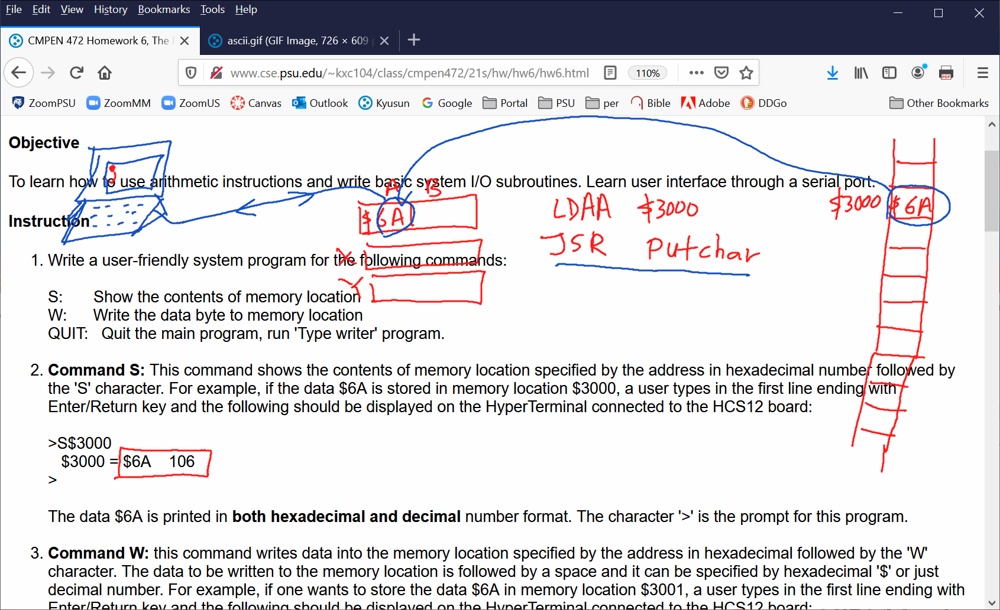 File Edit View History Bookmarks Tools Help
CMPEN 472 Homework 6, The
ascii.gif (GIF Image, 726 × 609
www.cse.psu.edu/~kxc104/class/cmpen472/21s/hw/hw6/hw6.html 110%
ZoomPSU ZoomMM ZoomUS Canvas Outlook Kyusun Google Portal PSU per Bible Adobe DDGo Other Bookmarks
Objective
To learn how to use arithmetic instructions and write basic system I/O subroutines. Learn user interface through a serial port.
A B
$6A
LDAA $3000
$3000 $6A
Instruction
JSR Putchar
X
1. Write a user-friendly system program for the following commands:
Y
S: Show the contents of memory location
W: Write the data byte to memory location
QUIT: Quit the main program, run 'Type writer' program.
2. Command S: This command shows the contents of memory location specified by the address in hexadecimal number followed by
the 'S' character. For example, if the data $6A is stored in memory location $3000, a user types in the first line ending with
Enter/Return key and the following should be displayed on the HyperTerminal connected to the HCS12 board:
>S$3000
$3000 = $6A 106
>
The data $6A is printed in both hexadecimal and decimal number format. The character '>' is the prompt for this program.
3. Command W: this command writes data into the memory location specified by the address in hexadecimal followed by the 'W'
character. The data to be written to the memory location is followed by a space and it can be specified by hexadecimal '$' or just
decimal number. For example, if one wants to store the data $6A in memory location $3001, a user types in the first line ending with
Enter/Return key and the following should be displayed on the HyperTerminal connected to the HCS12 board: